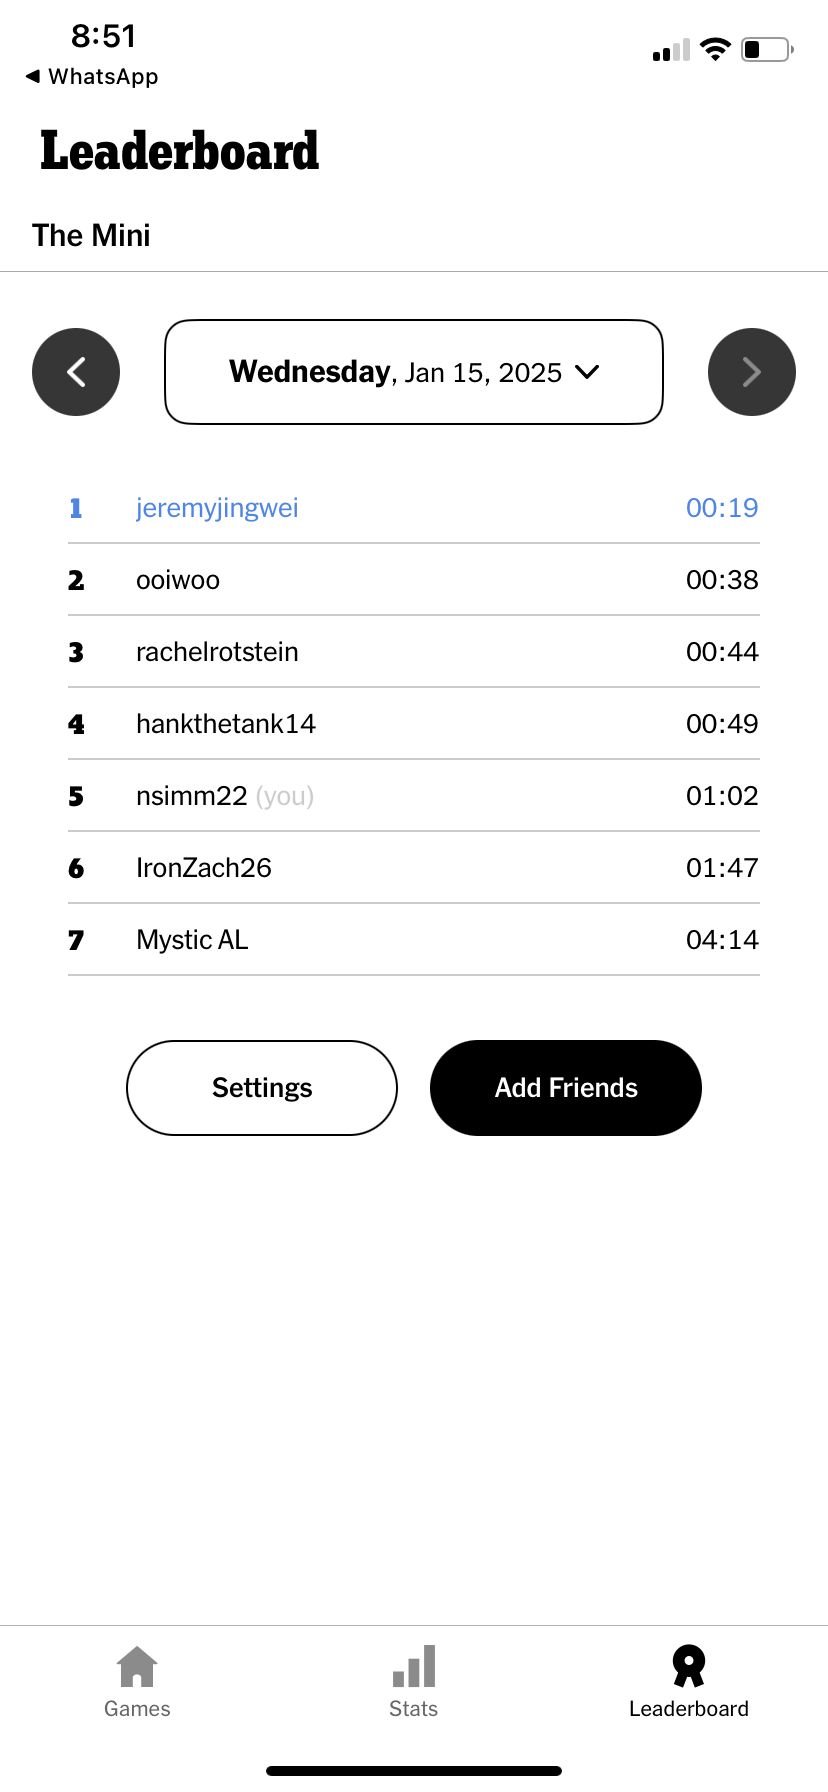 8:51
◀ WhatsApp
Leaderboard
The Mini
Wednesday, Jan 15, 2025
1 jeremyjingwei 00:19
2 ooiwoo 00:38
3 rachelrotstein 00:44
4 hankthetank14 00:49
5 nsimm22 (you) 01:02
6 IronZach26 01:47
7 Mystic AL 04:14
Settings Add Friends
Games Stats Leaderboard